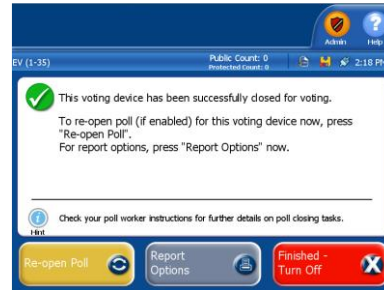 Admin
Help
EV (1-35)
Public Count: 0
Protected Count: 0
2:18 PM
This voting device has been successfully closed for voting.
To re-open poll (if enabled) for this voting device now, press
"Re-open Poll".
For report options, press "Report Options" now.
Hint
Check your poll worker instructions for further details on poll closing tasks.
Re-open Poll
Report
Options
Finished -
Turn Off